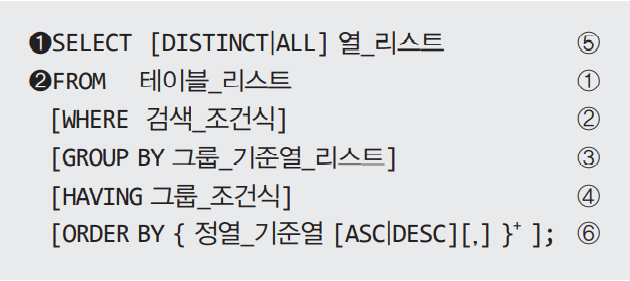 ❶SELECT [DISTINCT|ALL] 열_리스트 ⑤
❷FROM 테이블_리스트 ①
[WHERE 검색_조건식] ②
[GROUP BY 그룹_기준열_리스트] ③
[HAVING 그룹_조건식] ④
[ORDER BY { 정열_기준열 [ASC|DESC][,] }⁺ ]; ⑥